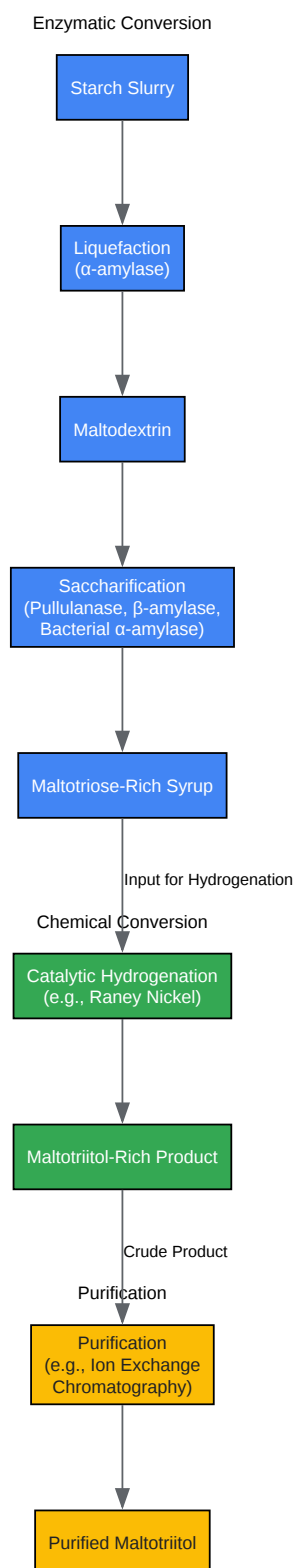 Enzymatic Conversion
Starch Slurry
Liquefaction
(α-amylase)
Maltodextrin
Saccharification
(Pullulanase, β-amylase,
Bacterial α-amylase)
Maltotriose-Rich Syrup
Input for Hydrogenation
Chemical Conversion
Catalytic Hydrogenation
(e.g., Raney Nickel)
Maltotriitol-Rich Product
Crude Product
Purification
Purification
(e.g., Ion Exchange
Chromatography)
Purified Maltotriitol